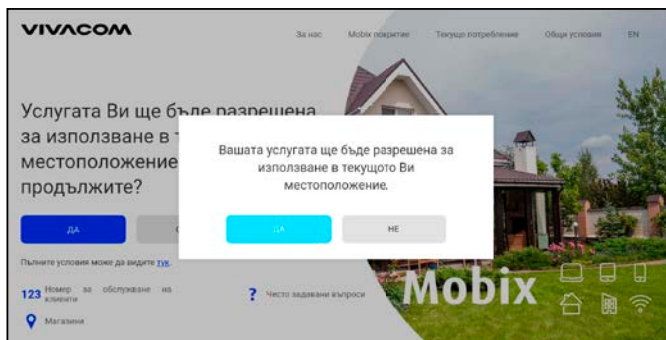 VIVACOM
За нас Mobix покритие Текущо потребление Общи условия EN
Услугата Ви ще бъде разрешена
за използване в т
местоположение
продължите?
Вашата услугата ще бъде разрешена за
използване в текущото Ви
местоположение.
ДА
ДА
НЕ
Пълните условия може да видите тук.
123 Номер за обслужване на
клиенти
? Често задавани въпроси
Магазини
Mobix